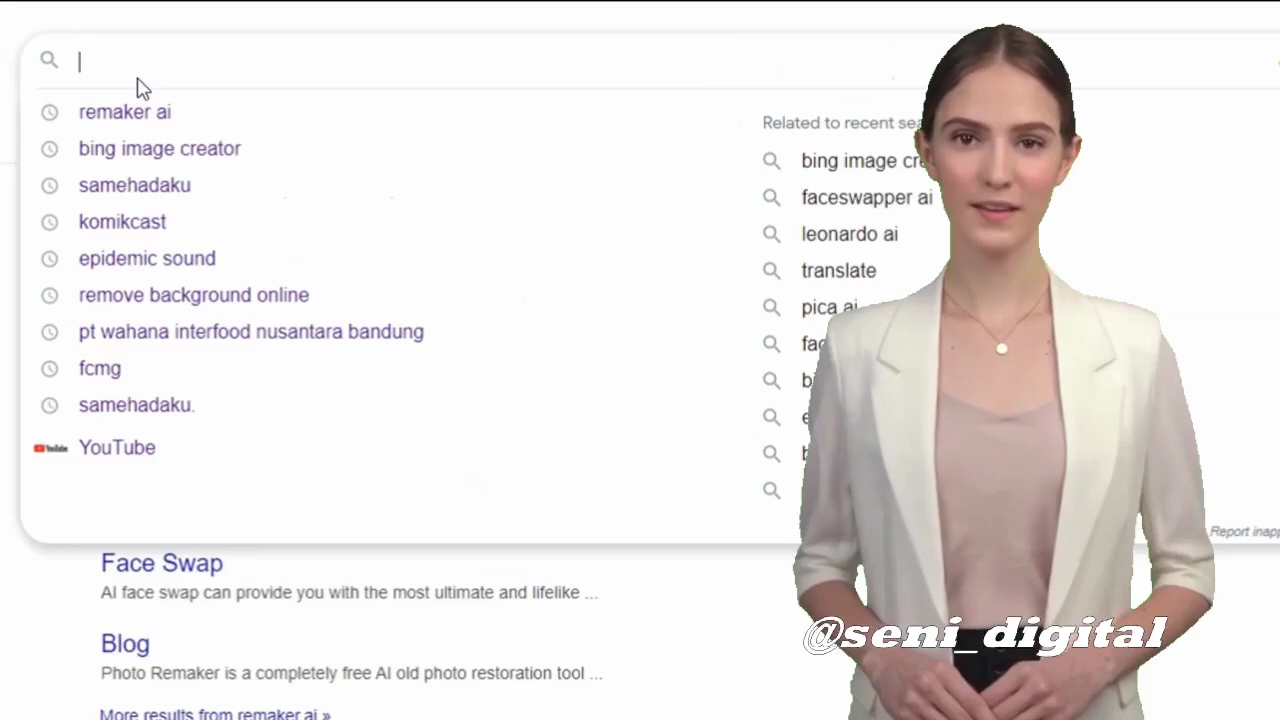 remaker ai
bing image creator
samehadaku
komikcast
epidemic sound
remove background online
pt wahana interfood nusantara bandung
fcmg
samehadaku.
YouTube
YouTube
Related to recent
bing image
faceswapper ai
leonardo ai
translate
pica ai
Report
Face Swap
AI face swap can provide you with the most ultimate and lifelike ...
Blog
Photo Remaker is a completely free AI old photo restoration tool ...
More results from remaker.ai »
@seni_digital